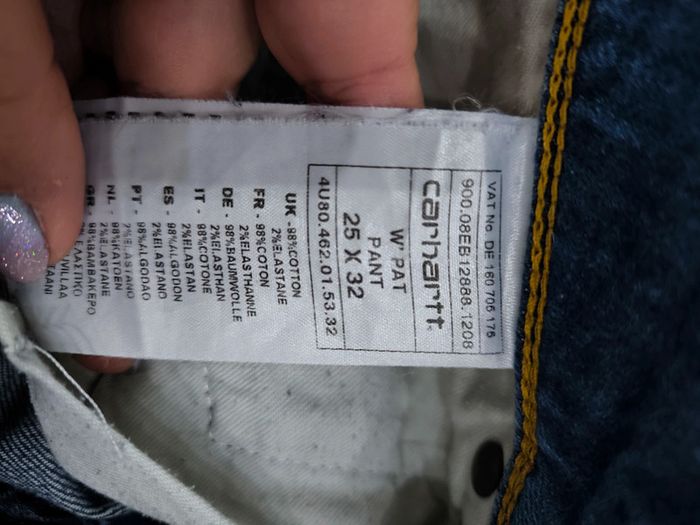 VAT No. DE 160 706 176
900.08EB12888.1208
carhartt.
W' PAT
PANT
25 X 32
4U80.462.01.53.32
UK -98%COTTON
2%ELASTANE
FR - 98%COTON
2%ELASTHANNE
DE - 98%BAUMVOLLE
2%ELASTHAN
IT - 98%COTONE
2%ELASTAN
ES - 98%ALGODON
2%ELASTANO
PT - 98%ALGODAO
2%ELASTANO
NL - 98%KATOEN
2%ELASTANE
GR - 98%ΒΑΜΒΑΚΕΡΟ